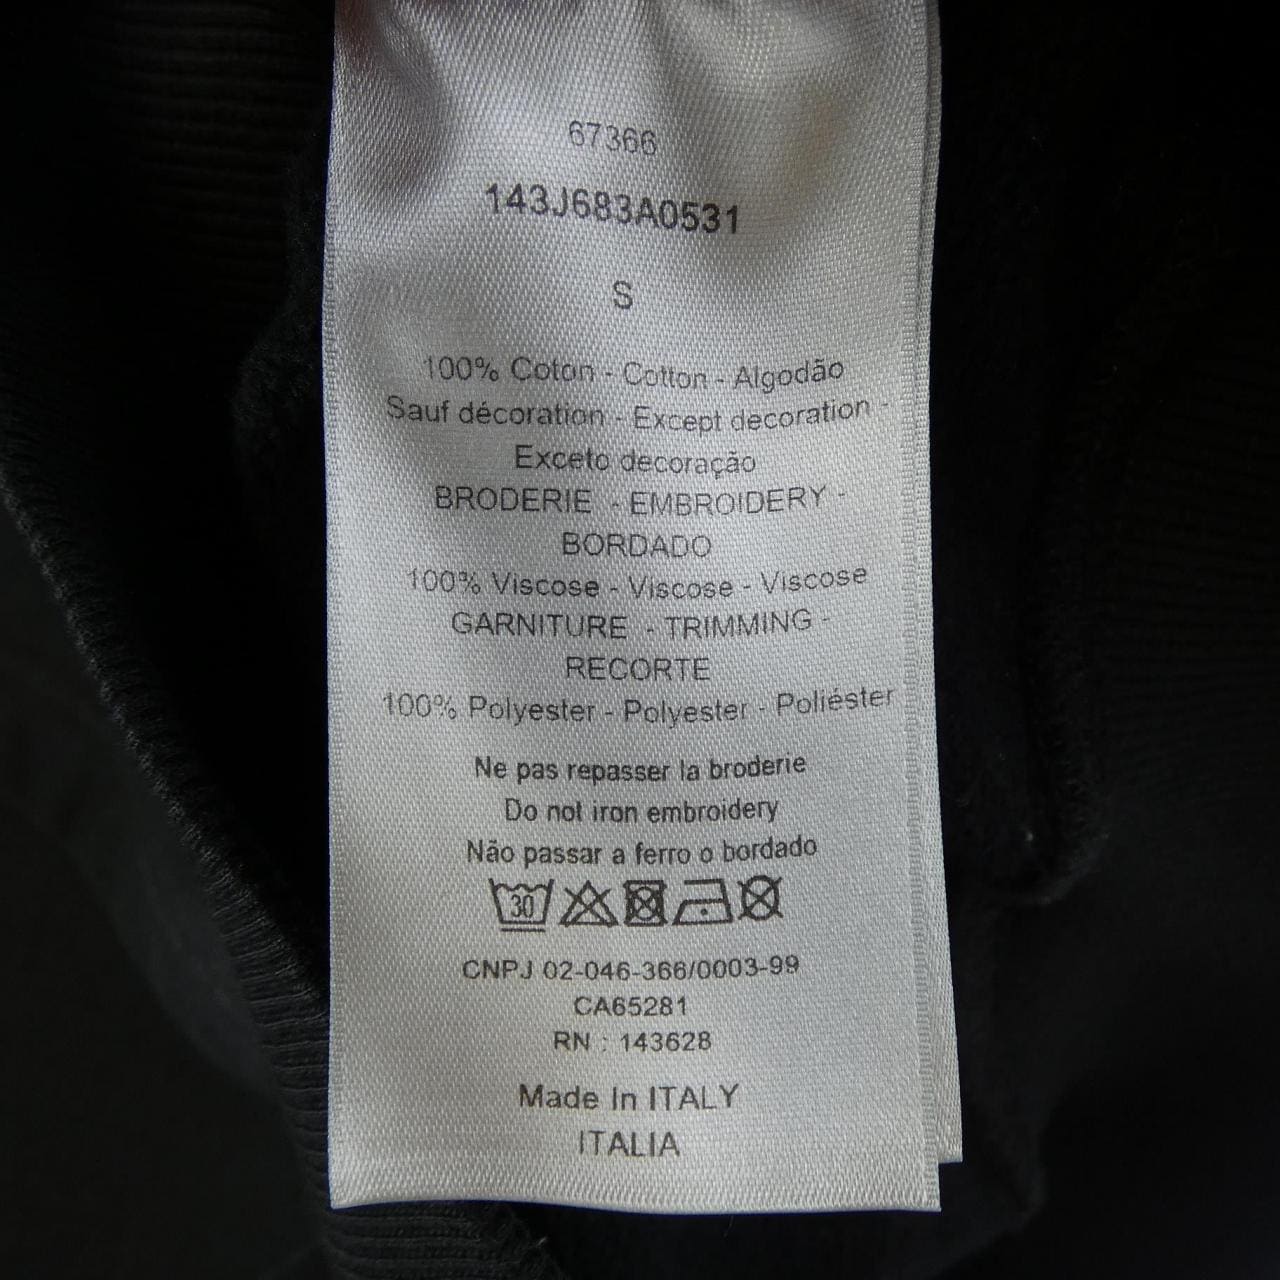 67366
143J683A0531
S
100% Coton - Cotton - Algodão
Sauf décoration - Except decoration -
Exceto decoração
BRODERIE - EMBROIDERY -
BORDADO
100% Viscose - Viscose - Viscose
GARNITURE - TRIMMING -
RECORTE
100% Polyester - Polyester - Poliéster
Ne pas repasser la broderie
Do not iron embroidery
Não passar a ferro o bordado
30
CNPJ 02-046-366/0003-99
CA65281
RN : 143628
Made In ITALY
ITALIA